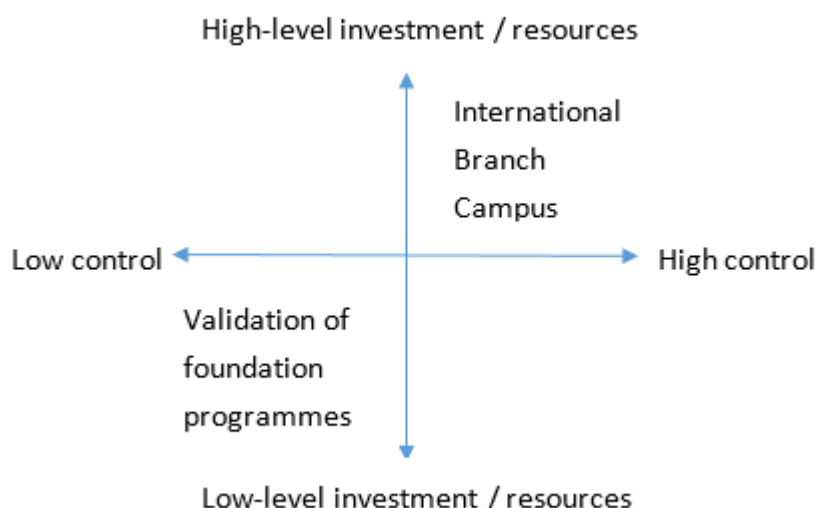 High-level investment / resources
International
Branch
Campus
Low control
High control
Validation of
foundation
programmes
Low-level investment / resources